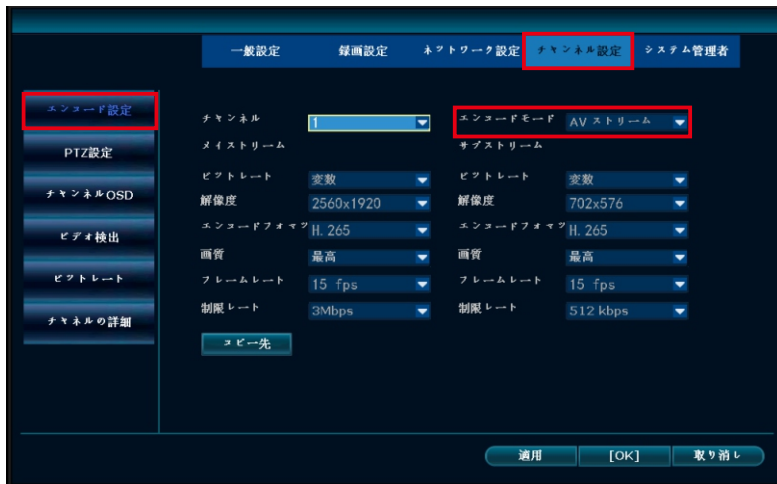 一般設定 録画設定 ネットワーク設定 チャンネル設定 システム管理者
エンコード設定
PTZ設定
チャンネルOSD
ビデオ検出
ビットレート
チャネルの詳細
チャンネル 1 エンコードモード AV ストリーム
メイストリーム サブストリーム
ビットレート 変数 ビットレート 変数
解像度 2560x1920 解像度 702x576
エンコードフォマッ H. 265 エンコードフォマッ H. 265
画質 最高 画質 最高
フレームレート 15 fps フレームレート 15 fps
制限レート 3Mbps 制限レート 512 kbps
コピー先
適用 [OK] 取り消し